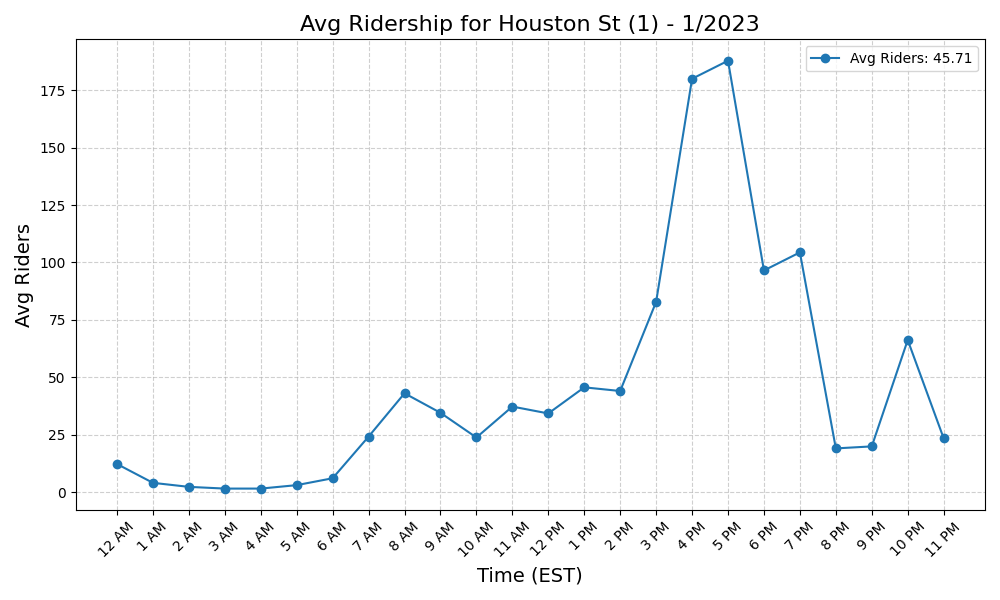 Avg Ridership for Houston St (1) - 1/2023
Avg Riders: 45.71
Avg Riders
175
150
125
100
75
50
25
0
12 AM
1 AM
2 AM
3 AM
4 AM
5 AM
6 AM
7 AM
8 AM
9 AM
10 AM
11 AM
12 PM
1 PM
2 PM
3 PM
4 PM
5 PM
6 PM
7 PM
8 PM
9 PM
10 PM
11 PM
Time (EST)